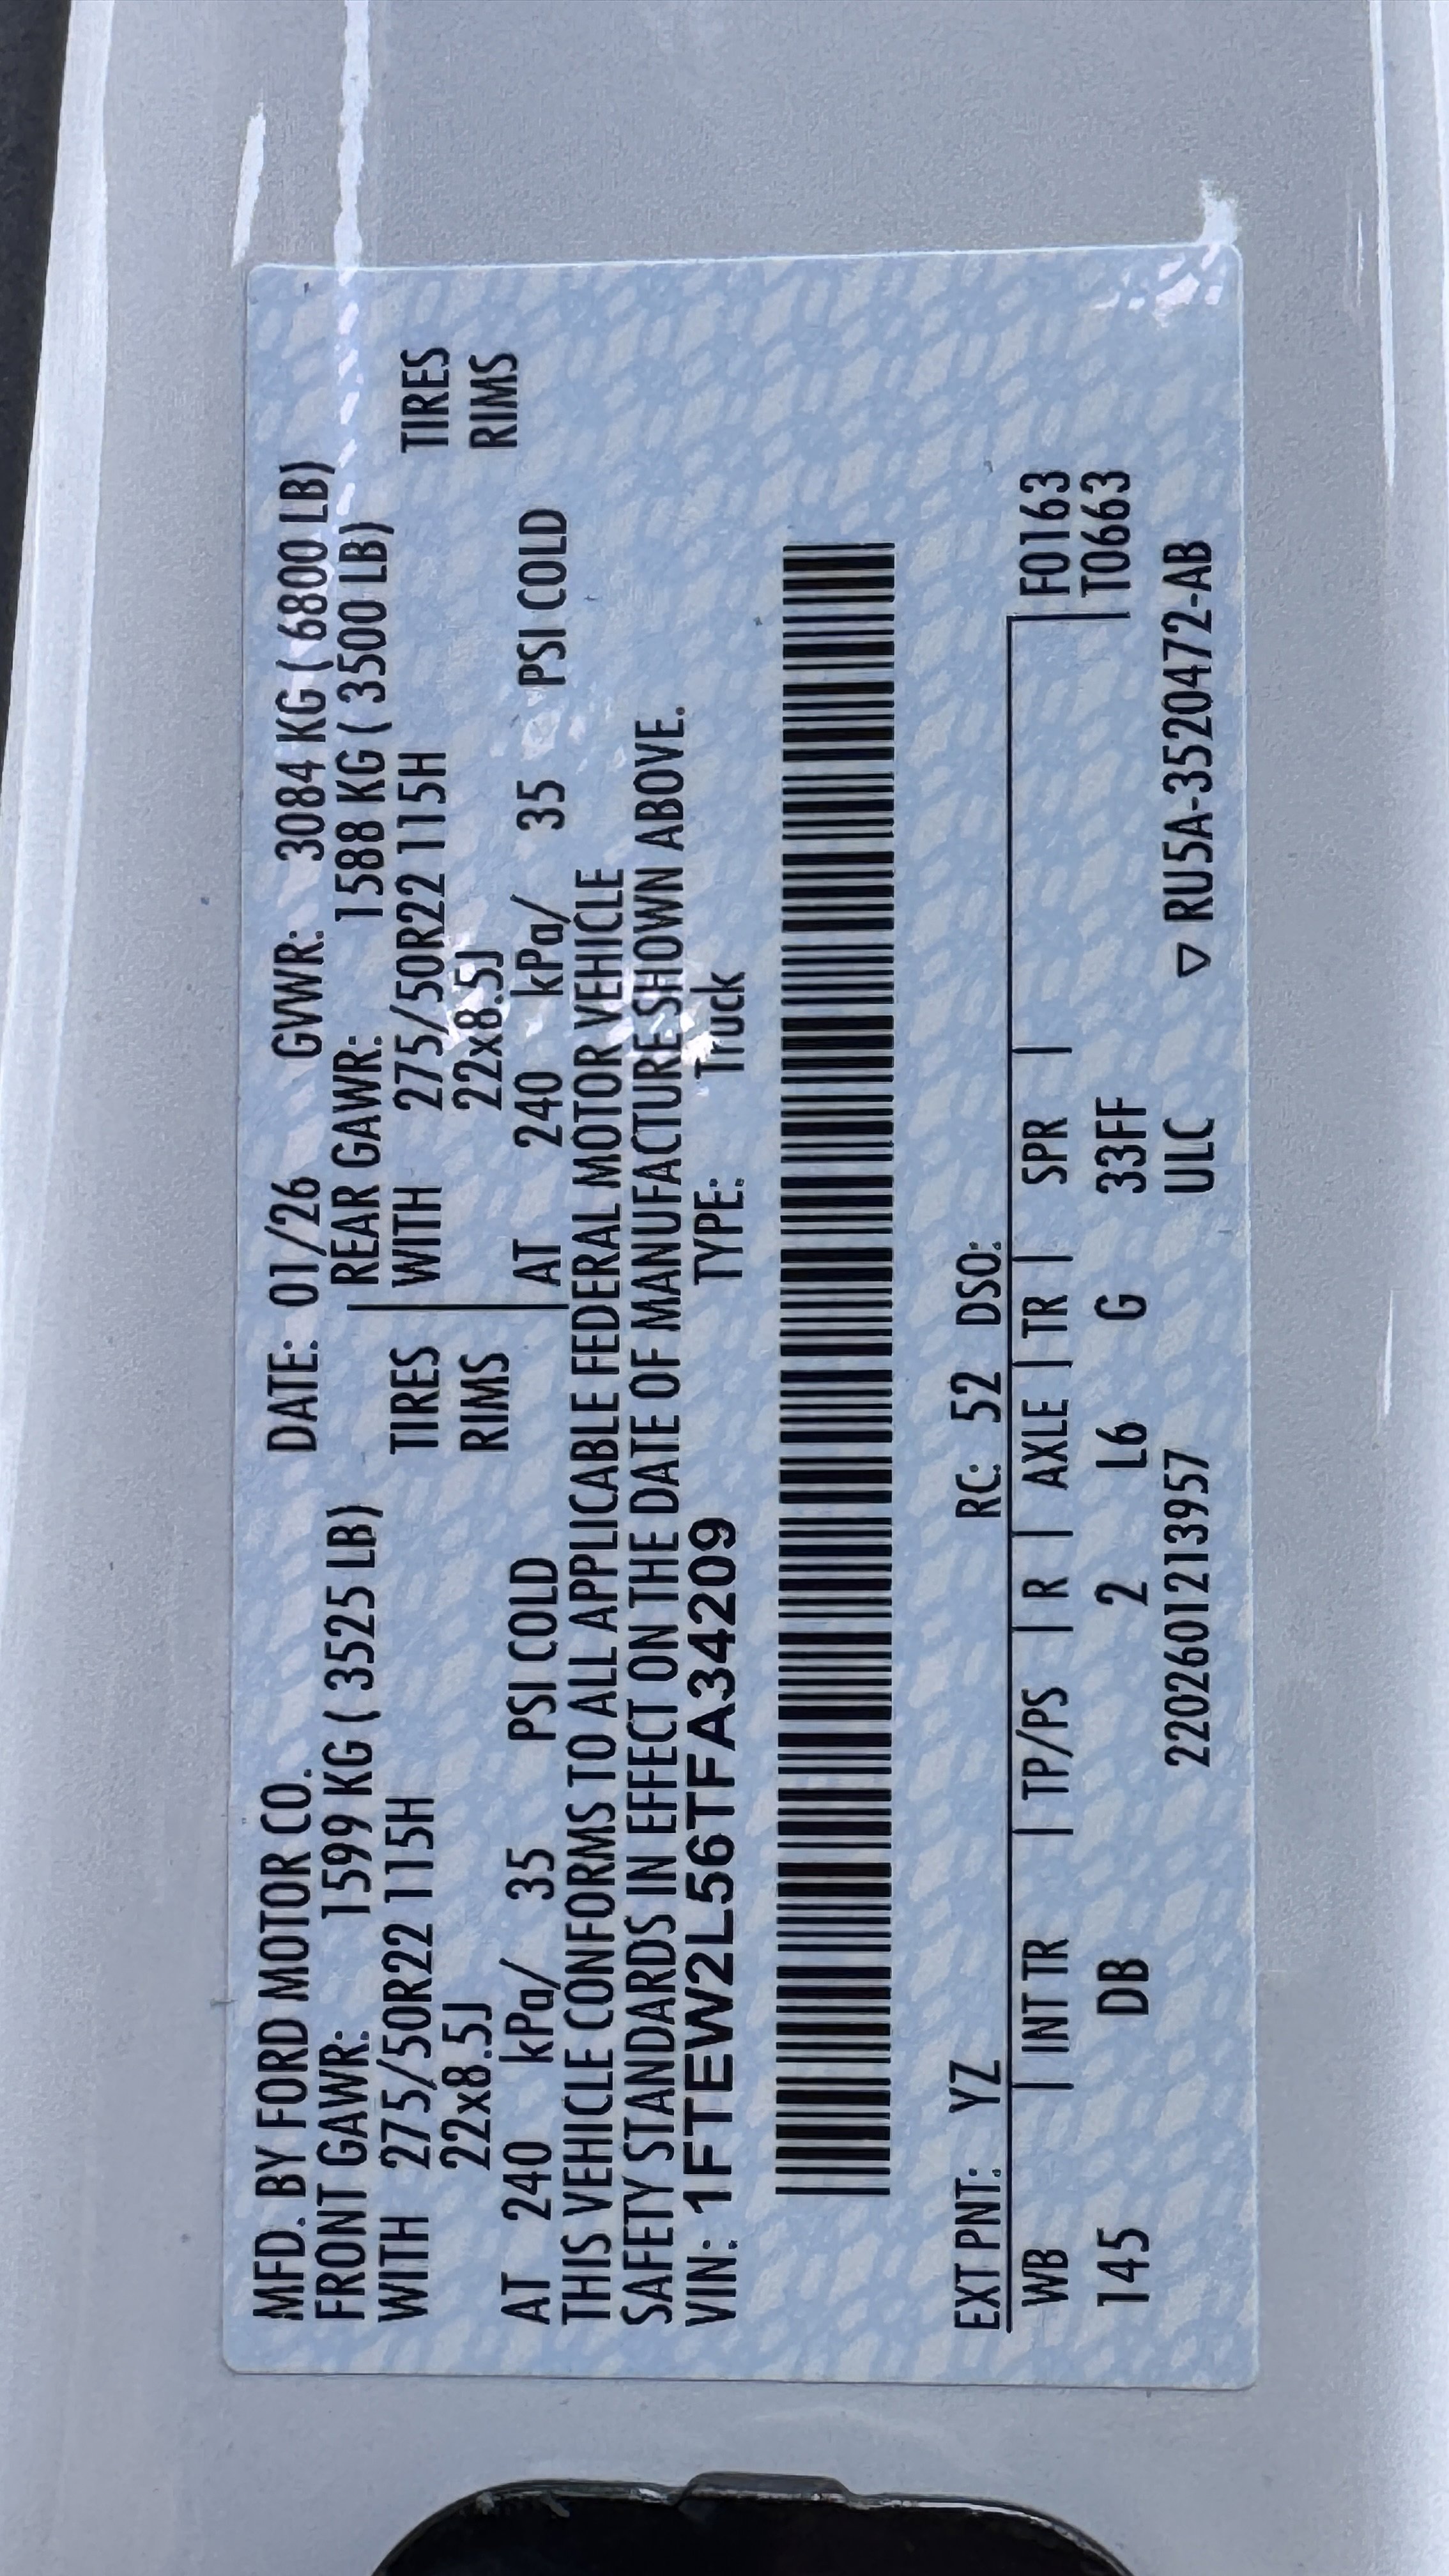 MFD. BY FORD MOTOR CO. DATE: 01/26 GVWR: 3084 KG ( 6800 LB)
FRONT GAWR: 1599 KG ( 3525 LB) REAR GAWR: 1588 KG ( 3500 LB)
WITH 275/50R22 115H TIRES | WITH 275/50R22 115H TIRES
22x8.5J RIMS | 22x8.5J RIMS
AT 240 kPa/ 35 PSI COLD | AT 240 kPa/ 35 PSI COLD
THIS VEHICLE CONFORMS TO ALL APPLICABLE FEDERAL MOTOR VEHICLE
SAFETY STANDARDS IN EFFECT ON THE DATE OF MANUFACTURE SHOWN ABOVE.
VIN: 1FTEW2L56TFA34209 TYPE: Truck
EXT PNT: YZ RC: 52 DSO:
WB | INT TR | TP/PS | R | AXLE | TR | SPR | | F0163
145 DB 2 L6 G 33FF | T0663
2202601213957 ULC ▽ RU5A-3520472-AB